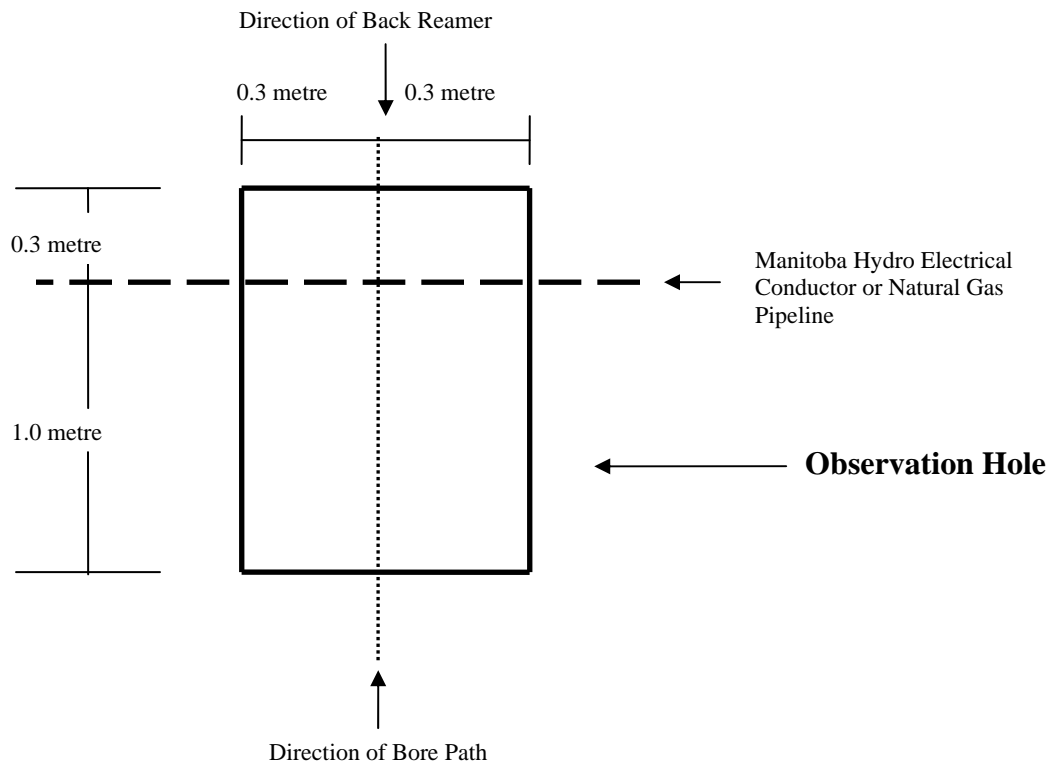 Direction of Back Reamer
0.3 metre
0.3 metre
0.3 metre
Manitoba Hydro Electrical
Conductor or Natural Gas
Pipeline
1.0 metre
Observation Hole
Direction of Bore Path